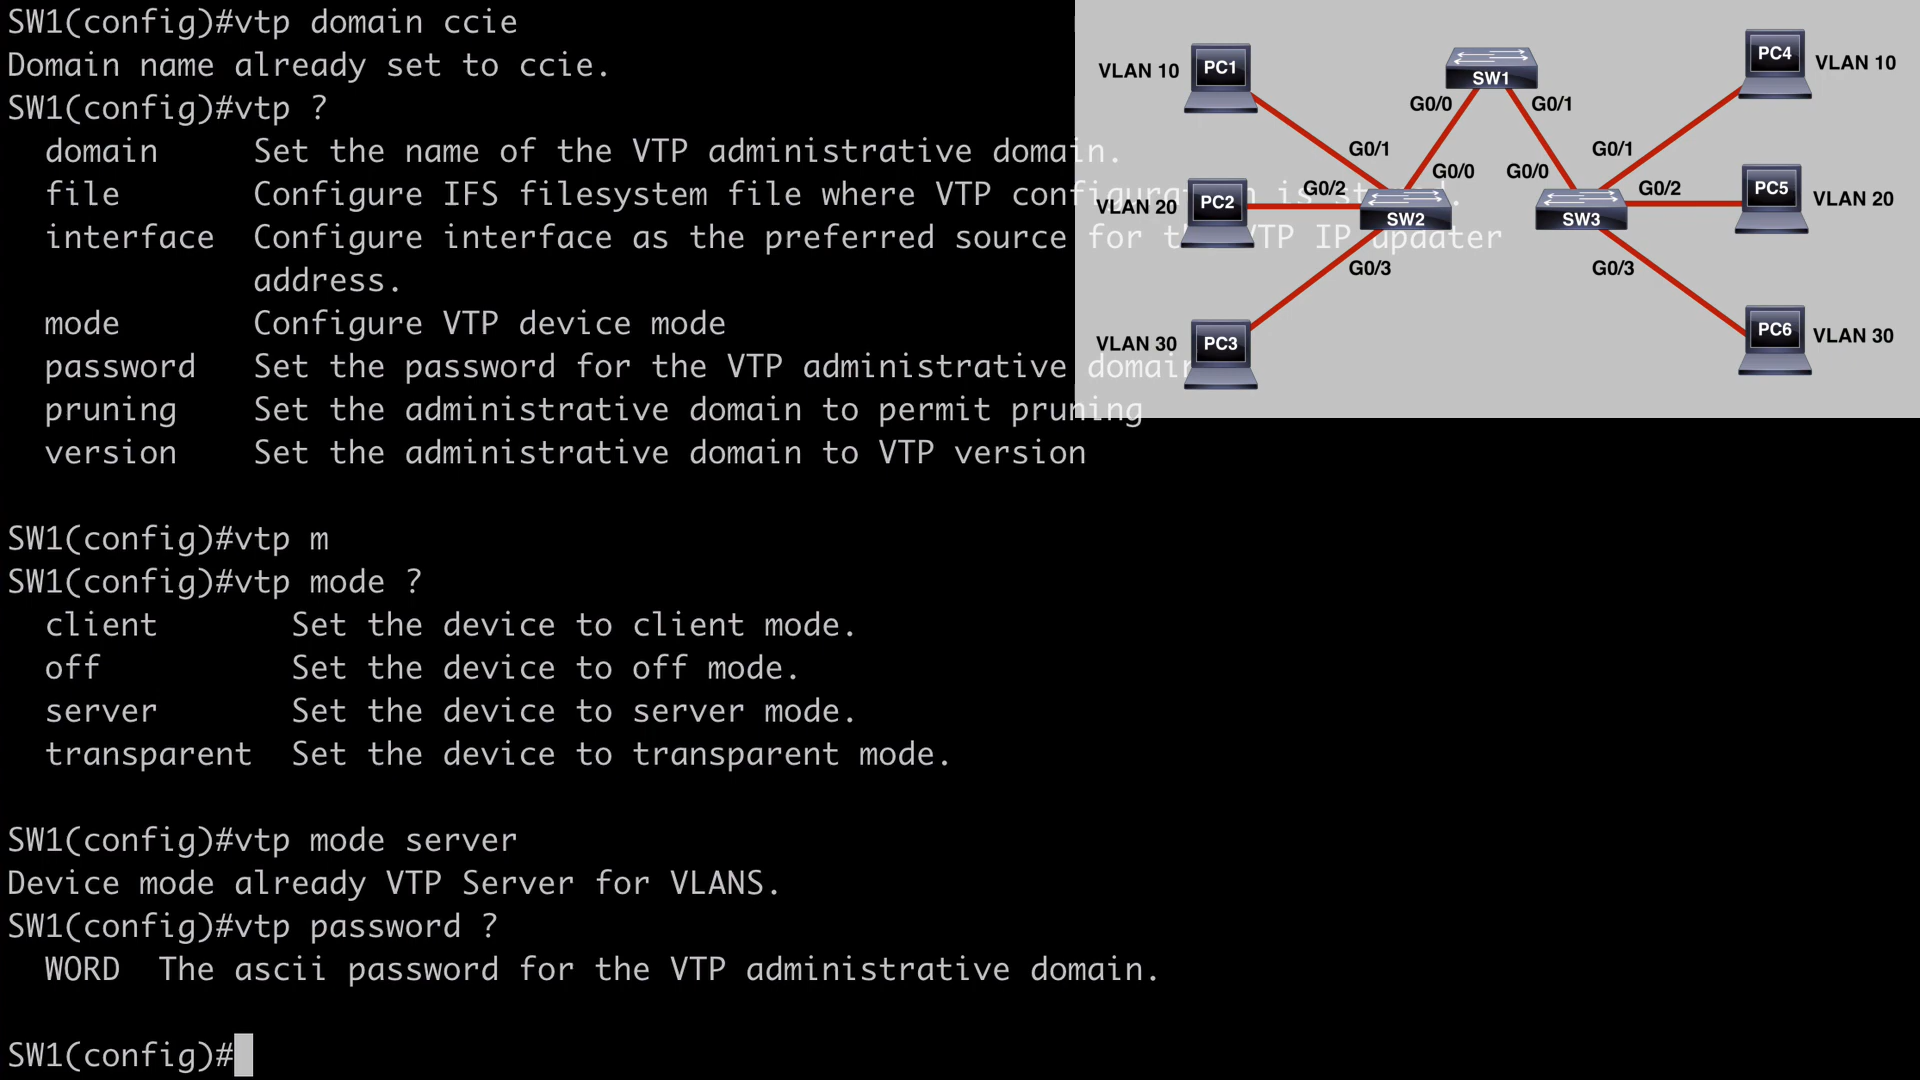 SW1(config)#vtp domain ccie
Domain name already set to ccie.
SW1(config)#vtp ?
domain Set the name of the VTP administrative domain.
file Configure IFS filesystem file where VTP configuration is stored.
interface Configure interface as the preferred source for the VTP IP updater
address.
mode Configure VTP device mode
password Set the password for the VTP administrative domain
pruning Set the administrative domain to permit pruning
version Set the administrative domain to VTP version
SW1(config)#vtp m
SW1(config)#vtp mode ?
client Set the device to client mode.
off Set the device to off mode.
server Set the device to server mode.
transparent Set the device to transparent mode.
SW1(config)#vtp mode server
Device mode already VTP Server for VLANS.
SW1(config)#vtp password ?
WORD The ascii password for the VTP administrative domain.
SW1(config)#
VLAN 10
PC1
SW1
PC4
VLAN 10
G0/0
G0/1
G0/1
G0/1
G0/0
G0/0
VLAN 20
PC2
G0/2
SW2
SW3
G0/2
PC5
VLAN 20
G0/3
G0/3
VLAN 30
PC3
PC6
VLAN 30